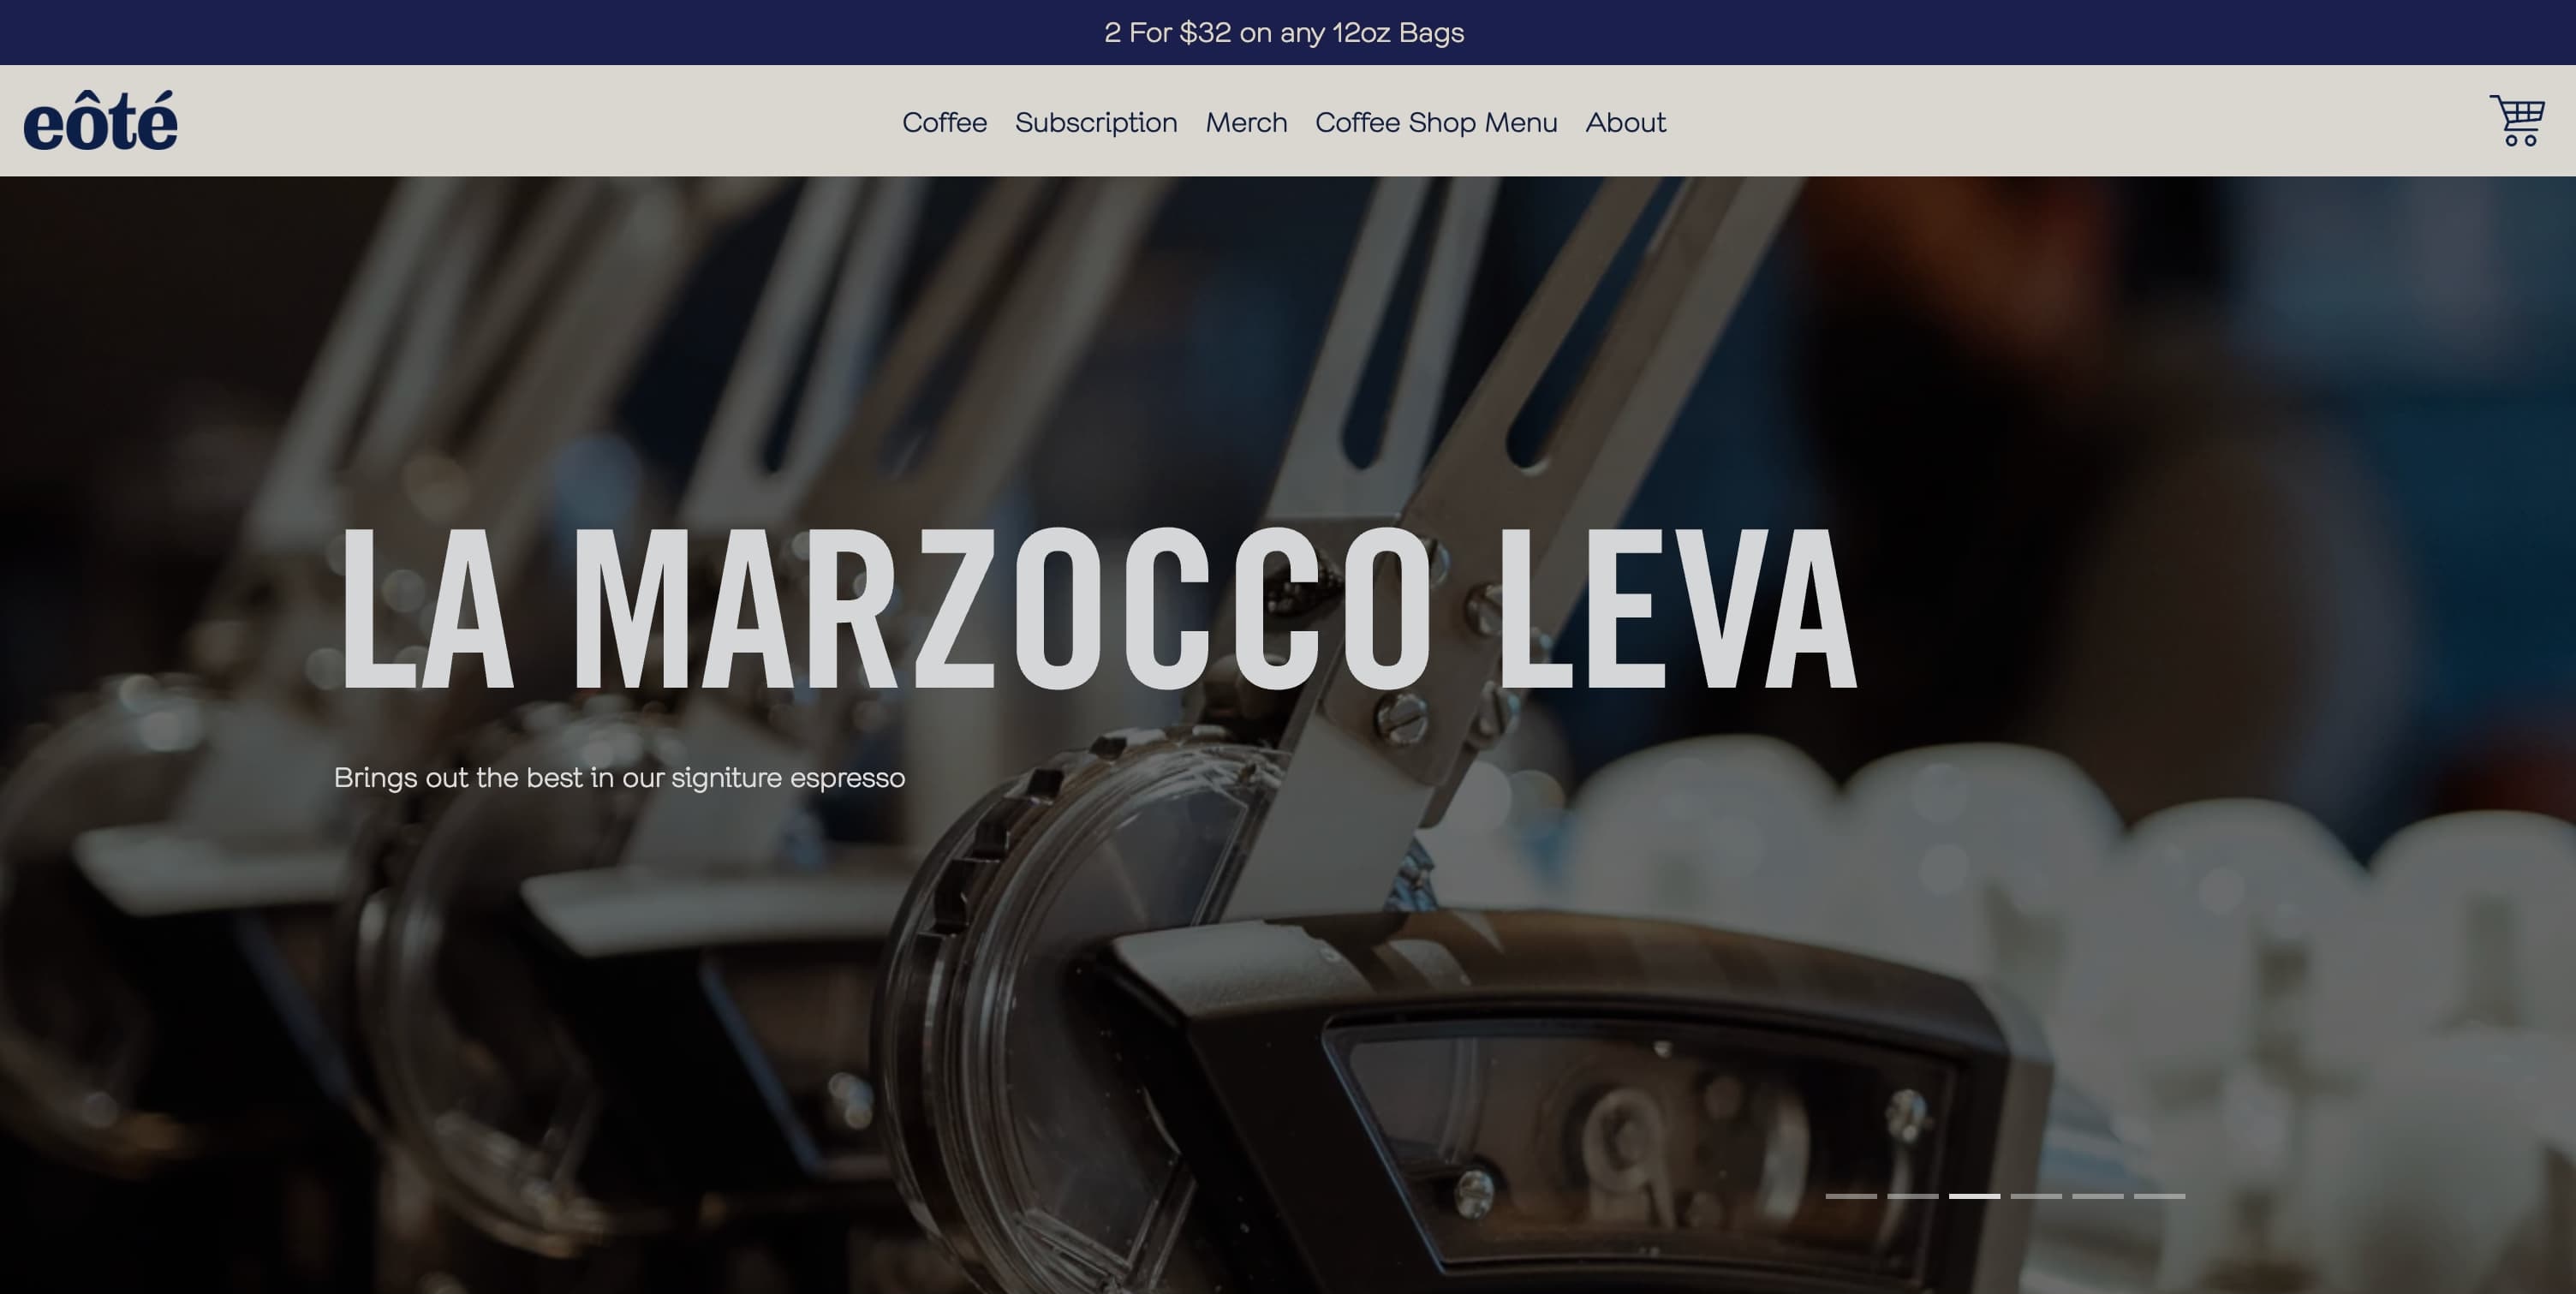 2 For $32 on any 12oz Bags
eôté
Coffee Subscription Merch Coffee Shop Menu About
LA MARZOCCO LEVA
Brings out the best in our signiture espresso